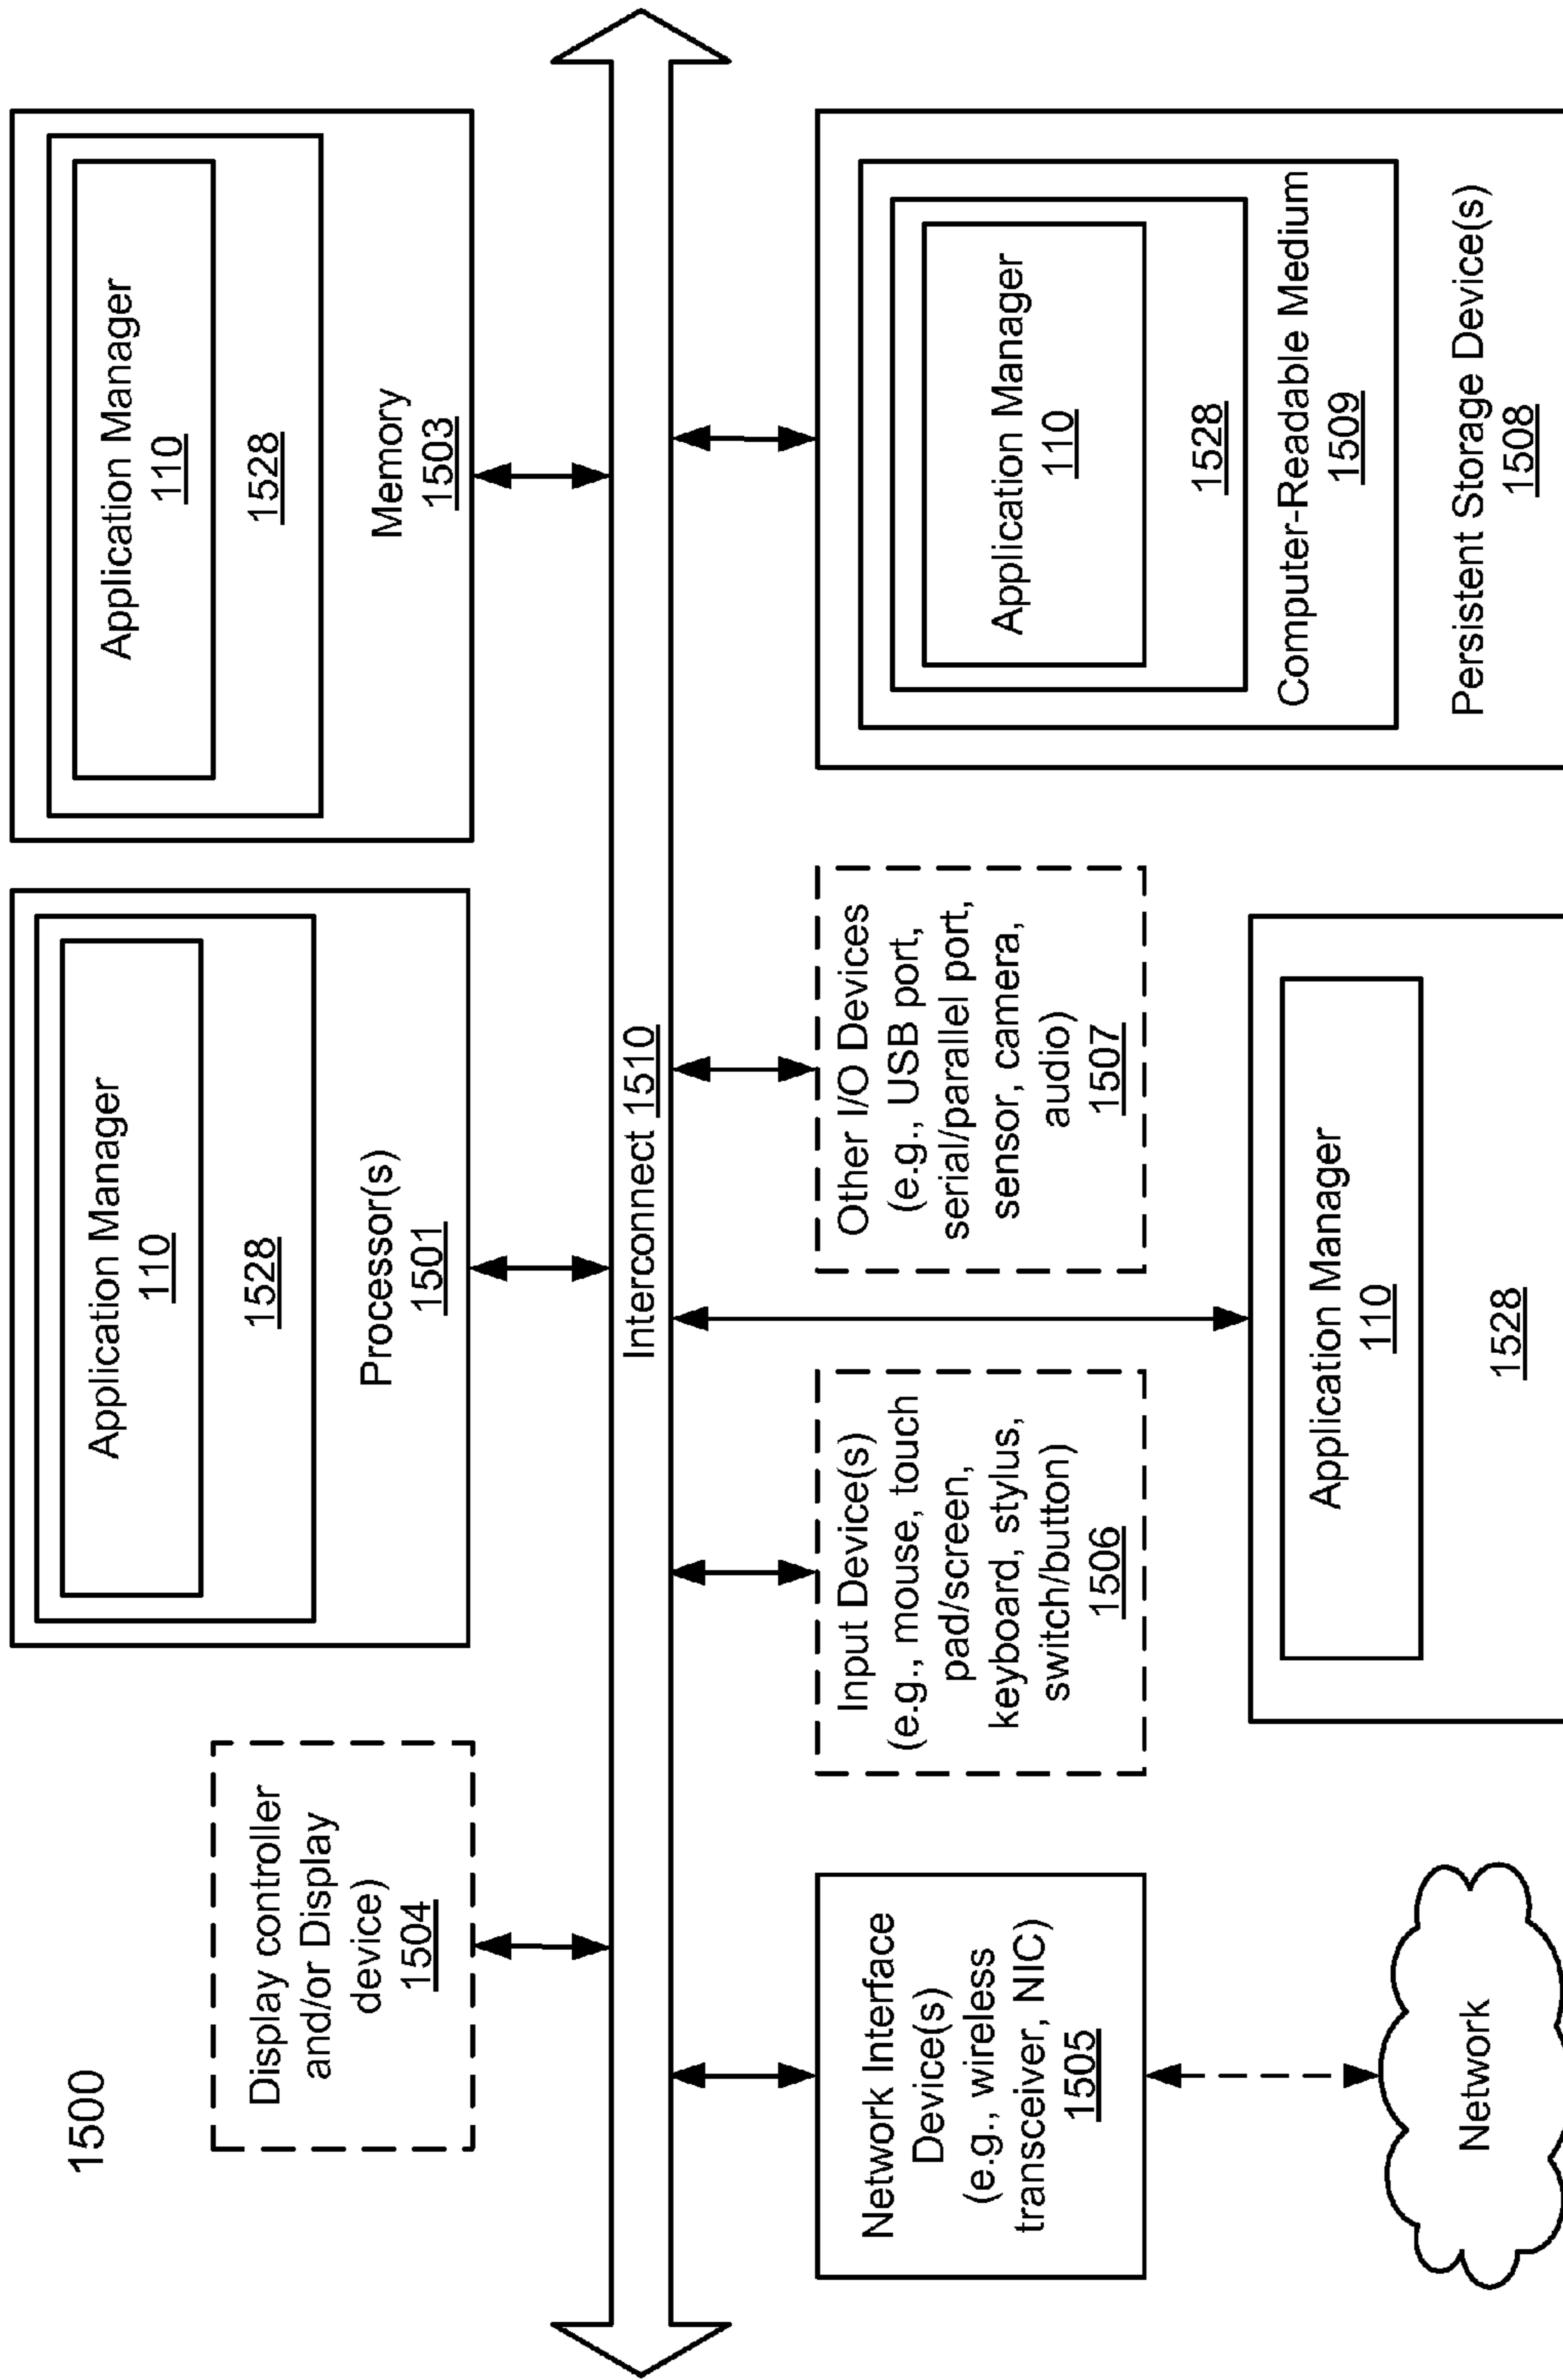 1500
Display controller
and/or Display
device)
1504
Application Manager
110
1528
Processor(s)
1501
Application Manager
110
1528
Memory
1503
Interconnect 1510
Network Interface
Device(s)
(e.g., wireless
transceiver, NIC)
1505
Input Device(s)
(e.g., mouse, touch
pad/screen,
keyboard, stylus,
switch/button)
1506
Other I/O Devices
(e.g., USB port,
serial/parallel port,
sensor, camera,
audio)
1507
Application Manager
110
1528
Computer-Readable Medium
1509
Persistent Storage Device(s)
1508
Network
Application Manager
110
1528